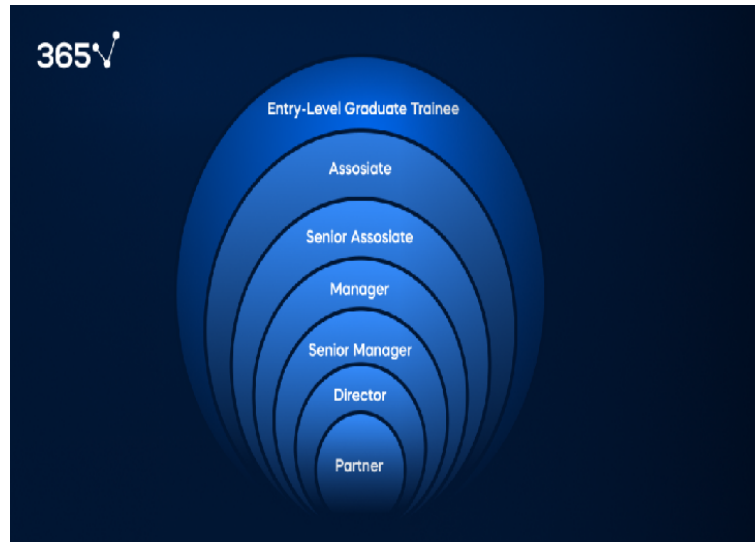 365
Entry-Level Graduate Trainee
Assosiate
Senior Assosiate
Manager
Senior Manager
Director
Partner